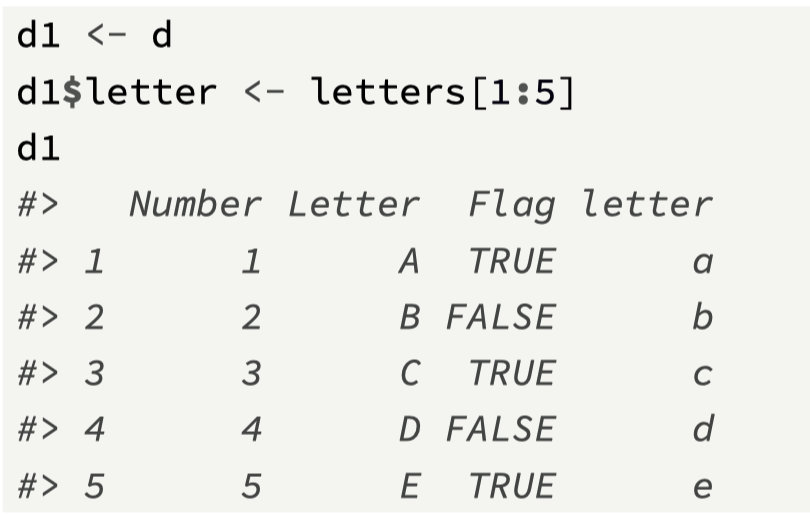 d1 <- d
d1$letter <- letters[1:5]
d1
#>   Number Letter  Flag letter
#> 1      1      A  TRUE      a
#> 2      2      B FALSE      b
#> 3      3      C  TRUE      c
#> 4      4      D FALSE      d
#> 5      5      E  TRUE      e